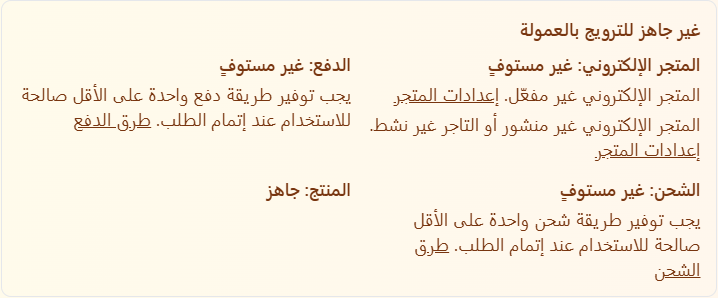 غير جاهز للترويج بالعمولة
المتجر الإلكتروني: غير مستوفٍ
المتجر الإلكتروني غير مفعّل. إعدادات المتجر
المتجر الإلكتروني غير منشور أو التاجر غير نشط.
إعدادات المتجر
الدفع: غير مستوفٍ
يجب توفير طريقة دفع واحدة على الأقل صالحة
للاستخدام عند إتمام الطلب. طرق الدفع
الشحن: غير مستوفٍ
يجب توفير طريقة شحن واحدة على الأقل
صالحة للاستخدام عند إتمام الطلب. طرق
الشحن
المنتج: جاهز